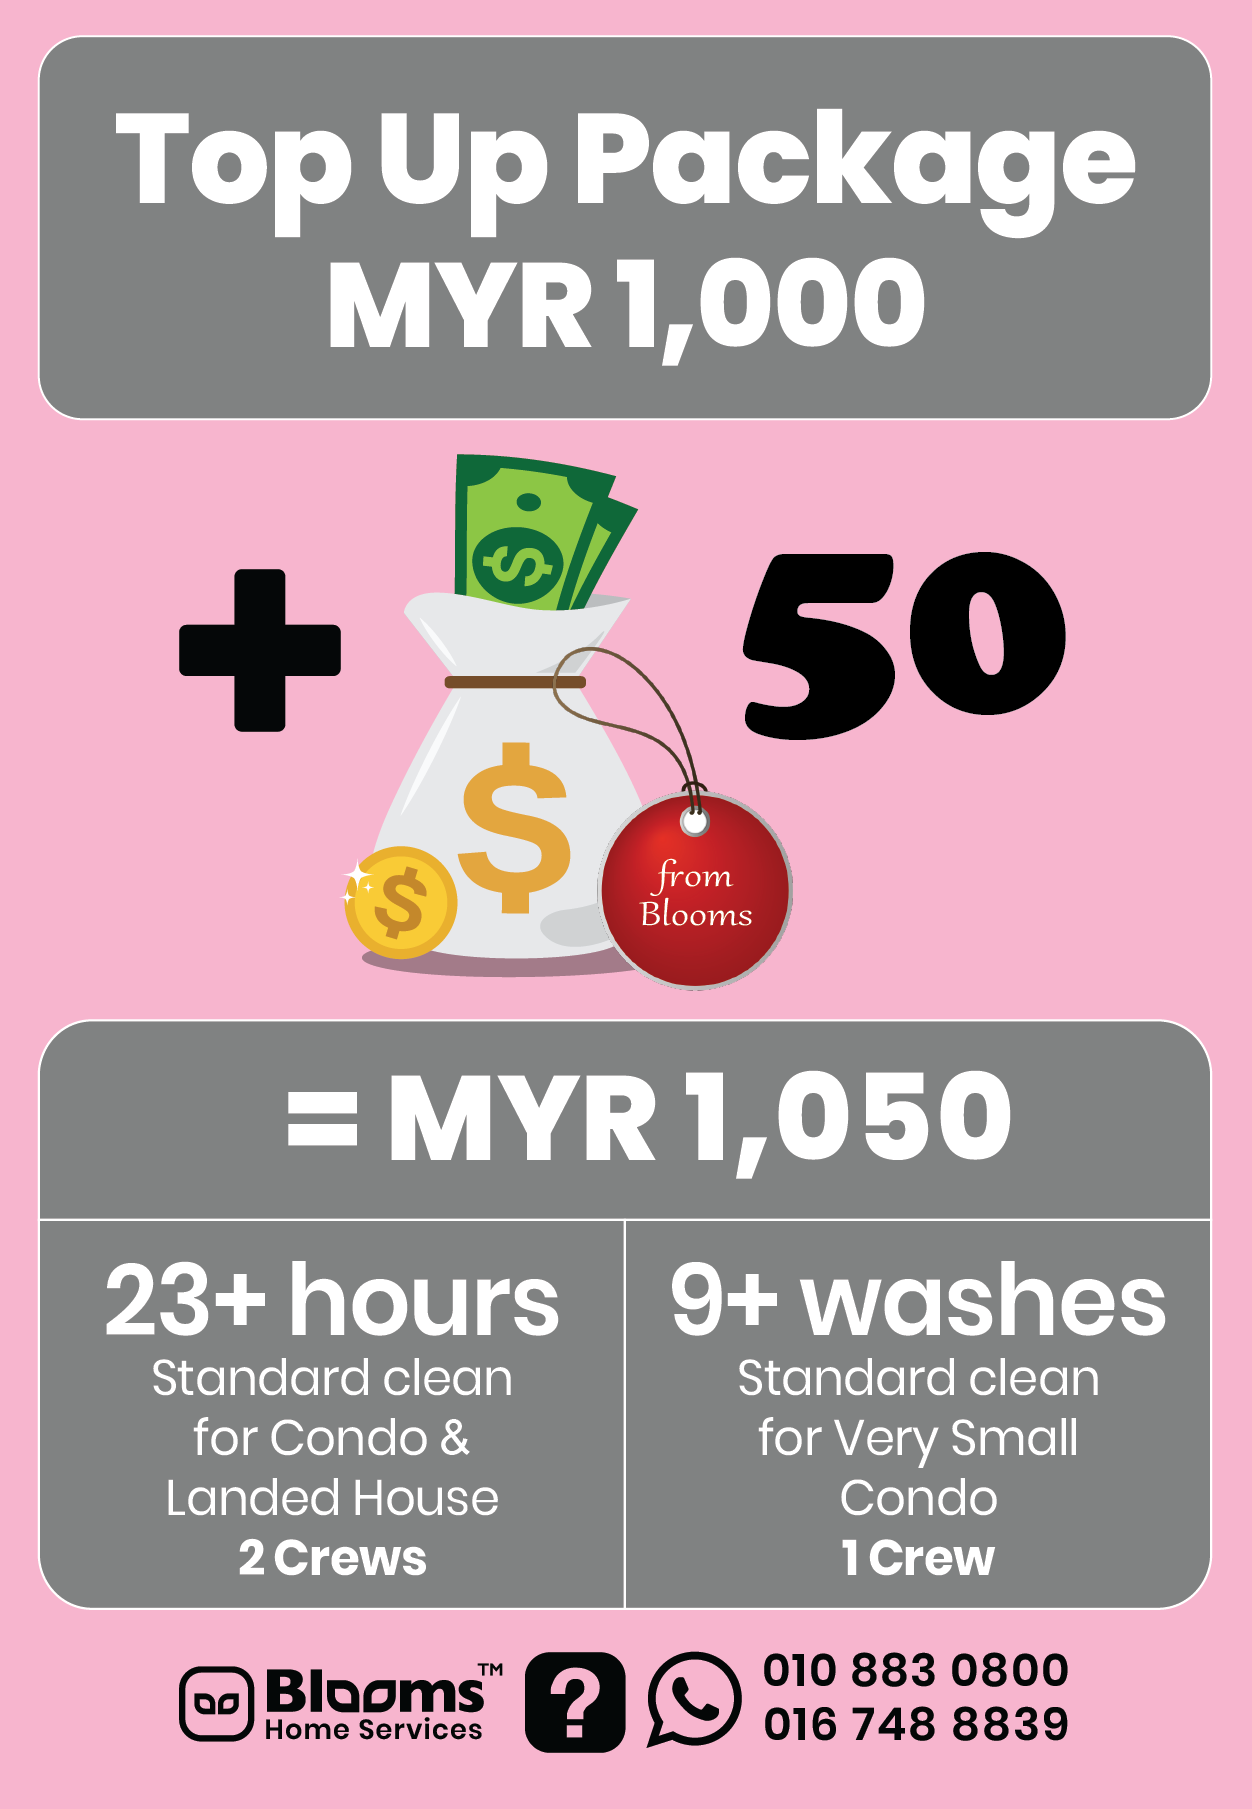 Top Up Package
MYR 1,000
+
50
$
$
$
from
Blooms
= MYR 1,050
23+ hours
Standard clean
for Condo &
Landed House
2 Crews
9+ washes
Standard clean
for Very Small
Condo
1 Crew
Blooms™
Home Services
?
010 883 0800
016 748 8839